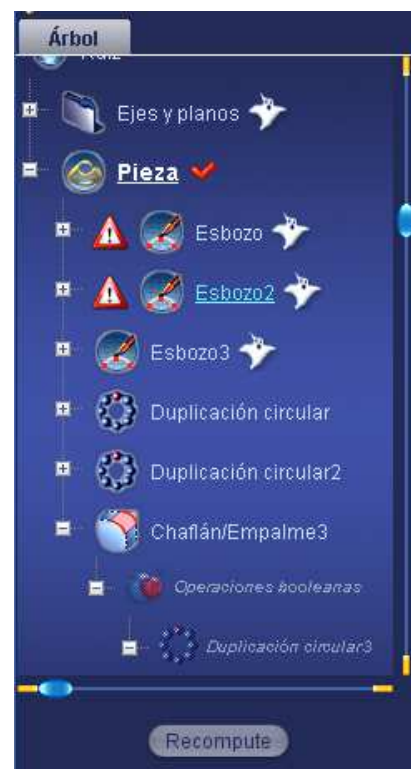 Árbol
Raíz
Ejes y planos
Pieza
Esbozo
Esbozo2
Esbozo3
Duplicación circular
Duplicación circular2
Chaflán/Empalme3
Operaciones booleanas
Duplicación circular3
Recompute